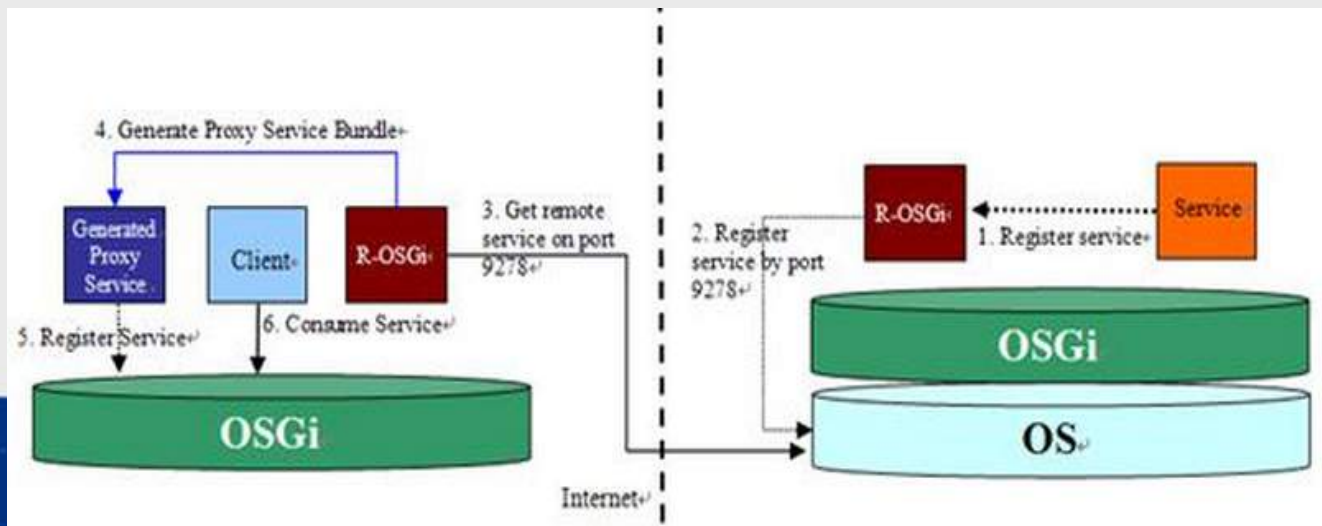 4. Generate Proxy Service Bundle↵
Generated
Proxy
Service
Client↵
R-OSGi↵
3. Get remote
service on port
9278↵
5. Register Service↵
6. Consume Service↵
OSGi
Internet↵
R-OSGi↵
Service
1. Register service↵
2. Register
service by port
9278↵
OSGi
OS↵